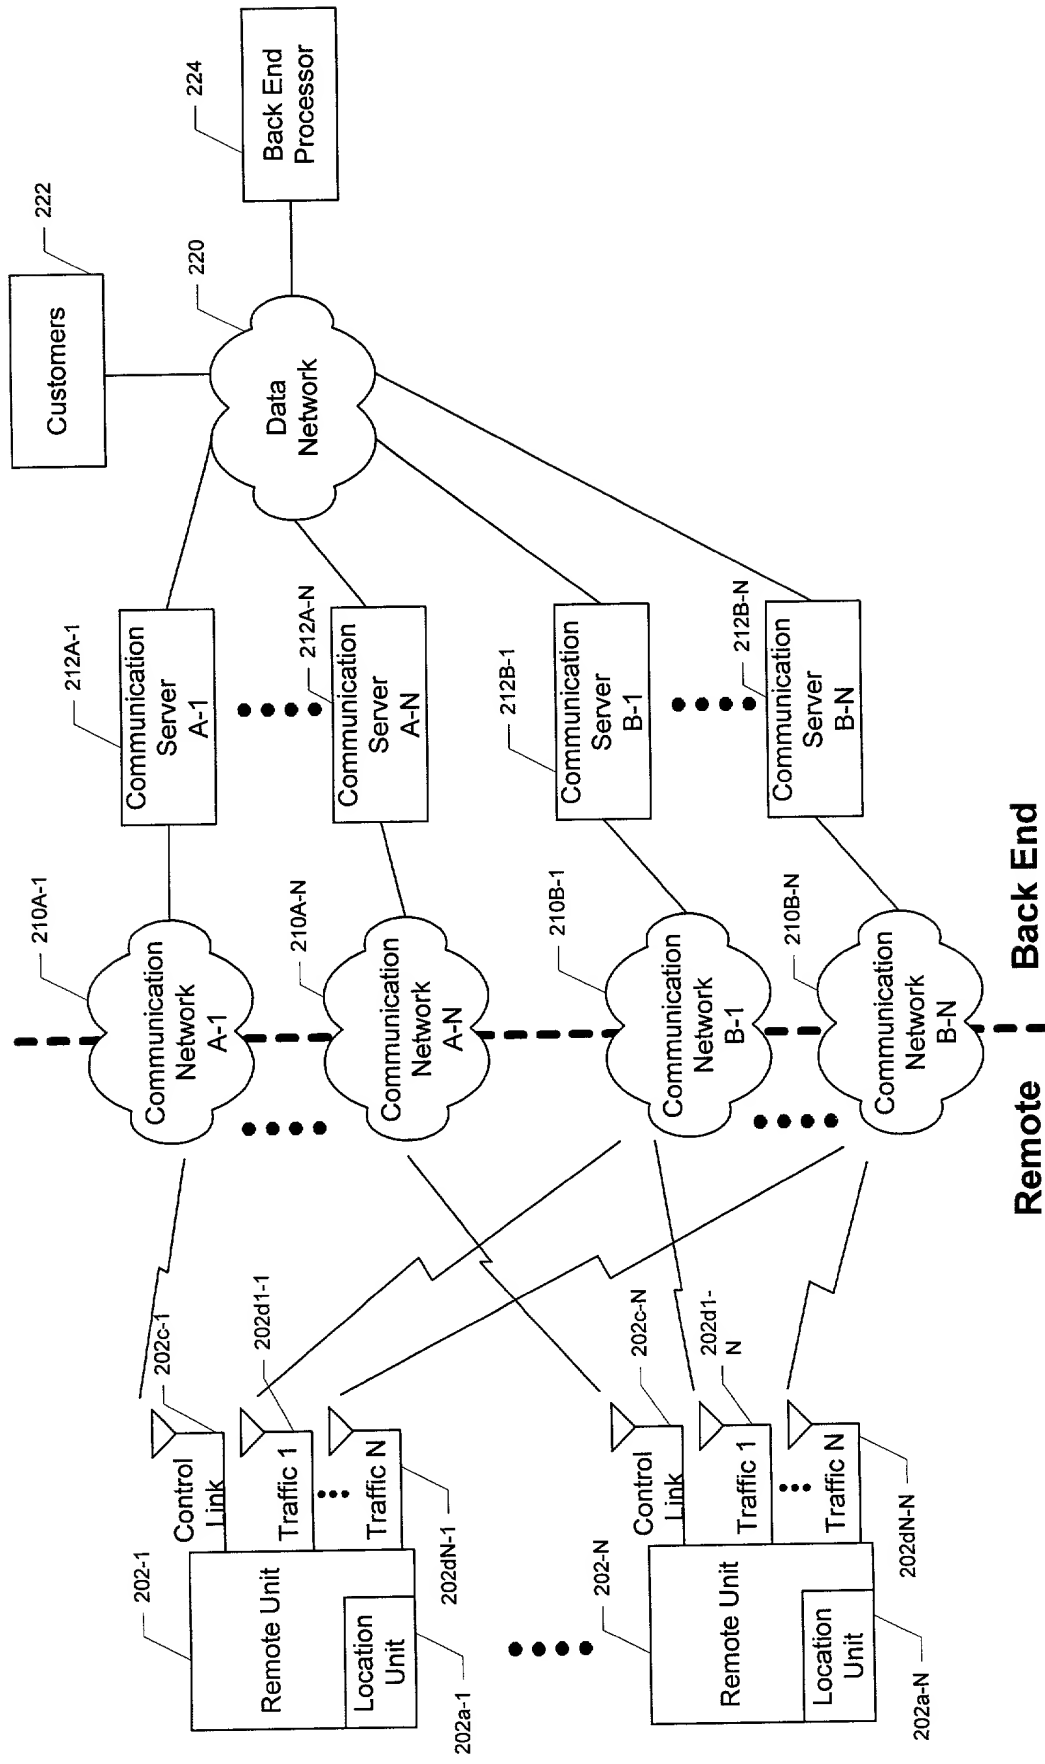 202-1
Remote Unit
Location
Unit
202a-1
Control
Link
202c-1
Traffic 1
202d1-1
Traffic N
202dN-1
202-N
Remote Unit
Location
Unit
202a-N
Control
Link
202c-N
Traffic 1
202d1-
N
Traffic N
202dN-N
210A-1
Communication
Network
A-1
210A-N
Communication
Network
A-N
210B-1
Communication
Network
B-1
210B-N
Communication
Network
B-N
212A-1
Communication
Server
A-1
212A-N
Communication
Server
A-N
212B-1
Communication
Server
B-1
212B-N
Communication
Server
B-N
Data
Network
220
Customers
222
Back End
Processor
224
Remote
Back End